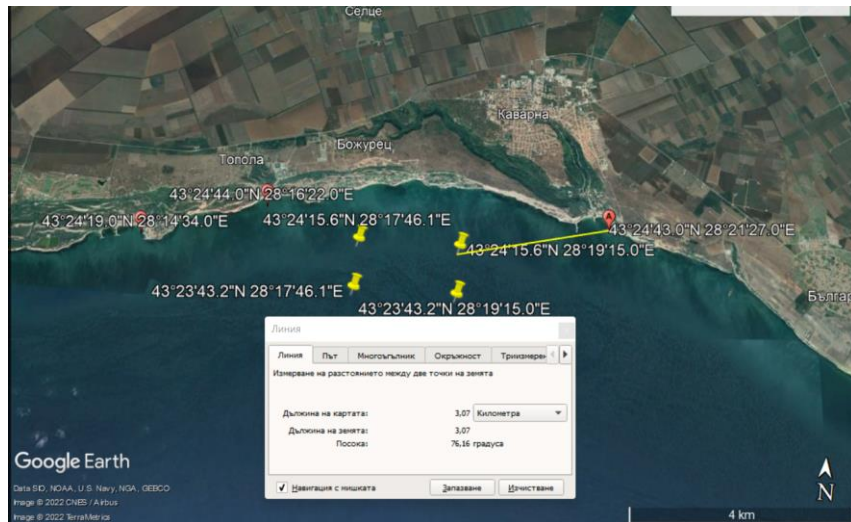 Селце
Каварна
Божурец
Топола
43°24'44.0"N 28°16'22.0"E
43°24'19.0"N 28°14'34.0"E
43°24'15.6"N 28°17'46.1"E
A
43°24'43.0"N 28°21'27.0"E
43°24'15.6"N 28°19'15.0"E
43°23'43.2"N 28°17'46.1"E
43°23'43.2"N 28°19'15.0"E
Българ
Линия
Линия Път Многоъгълник Окръжност Триизмерен
Измерване на разстоянието между две точки на земята
Дължина на картата: 3,07 Километра
Дължина на земята: 3,07
Посока: 76,16 градуса
Навигация с мишката Запазване Изчистване
Google Earth
Data SIO, NOAA, U.S. Navy, NGA, GEBCO
Image © 2022 CNES / Airbus
Image © 2022 TerraMetrics
N
4 km